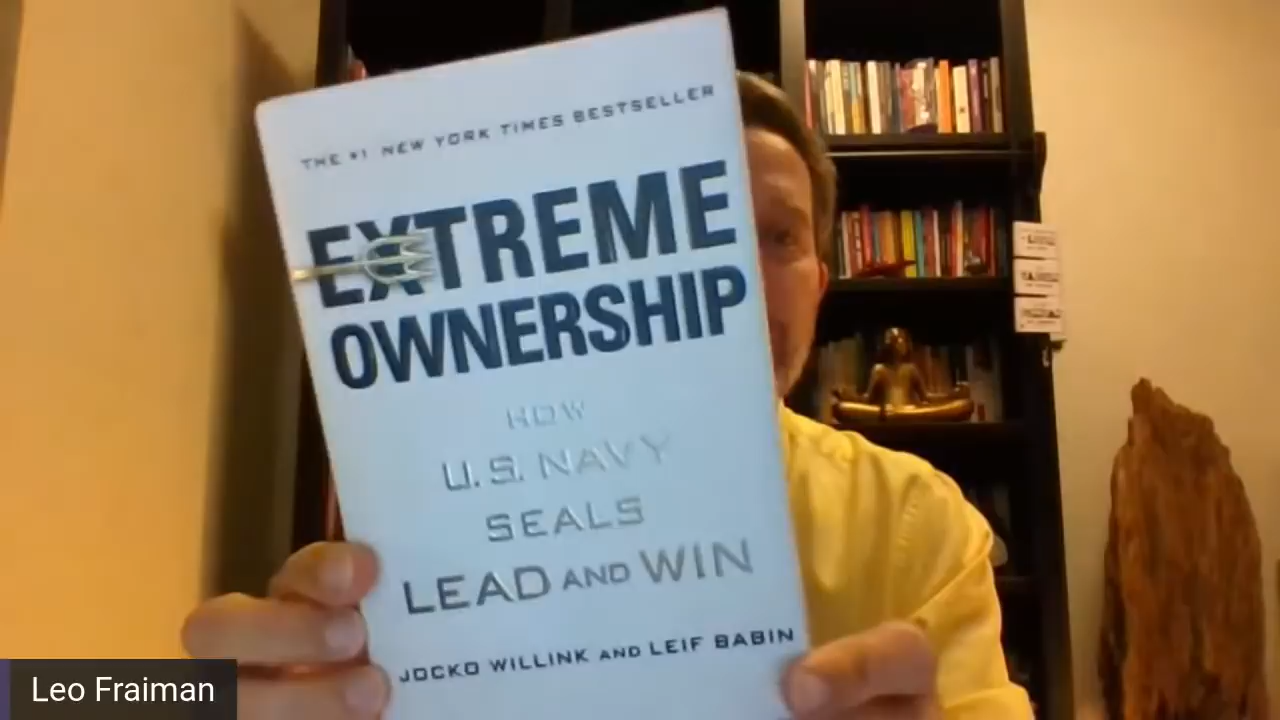 THE #1 NEW YORK TIMES BESTSELLER
EXTREME
OWNERSHIP
HOW
U.S. NAVY
SEALS
LEAD AND WIN
JOCKO WILLINK AND LEIF BABIN
Leo Fraiman